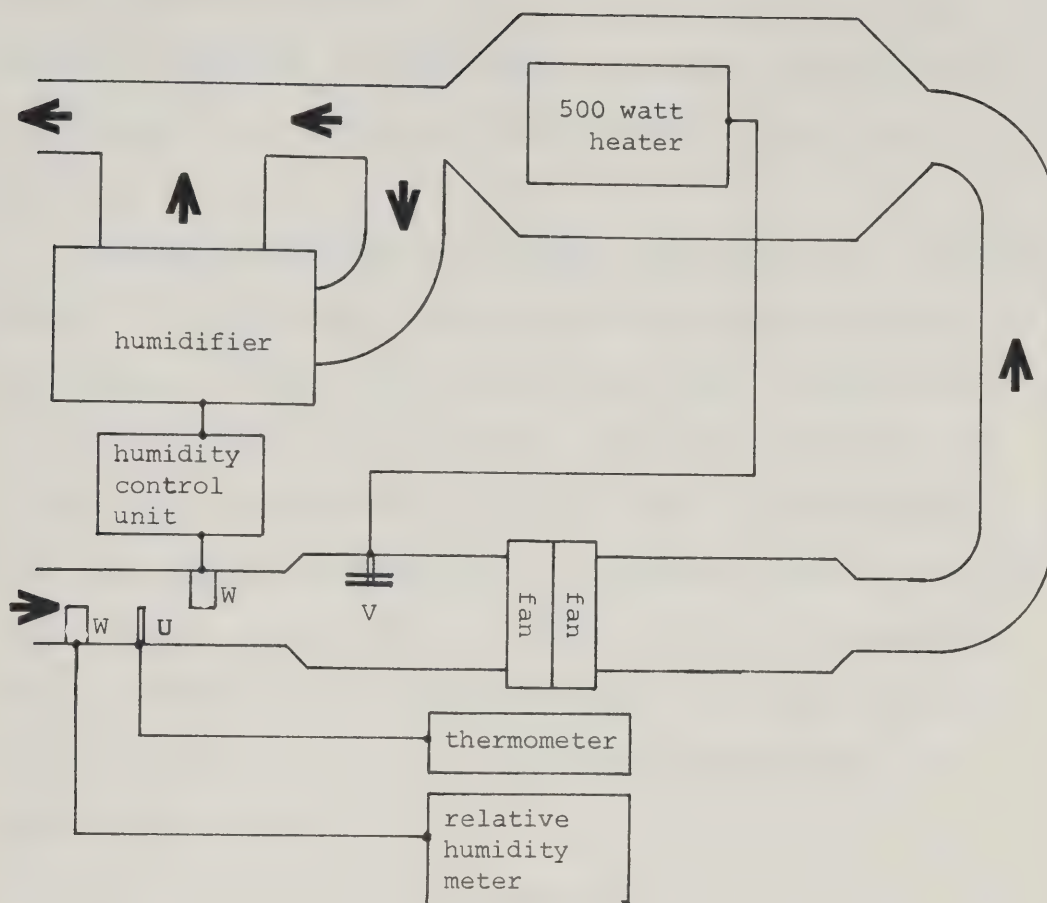 500 watt
heater
humidifier
humidity
control
unit
W
V
fan
fan
W
U
thermometer
relative
humidity
meter